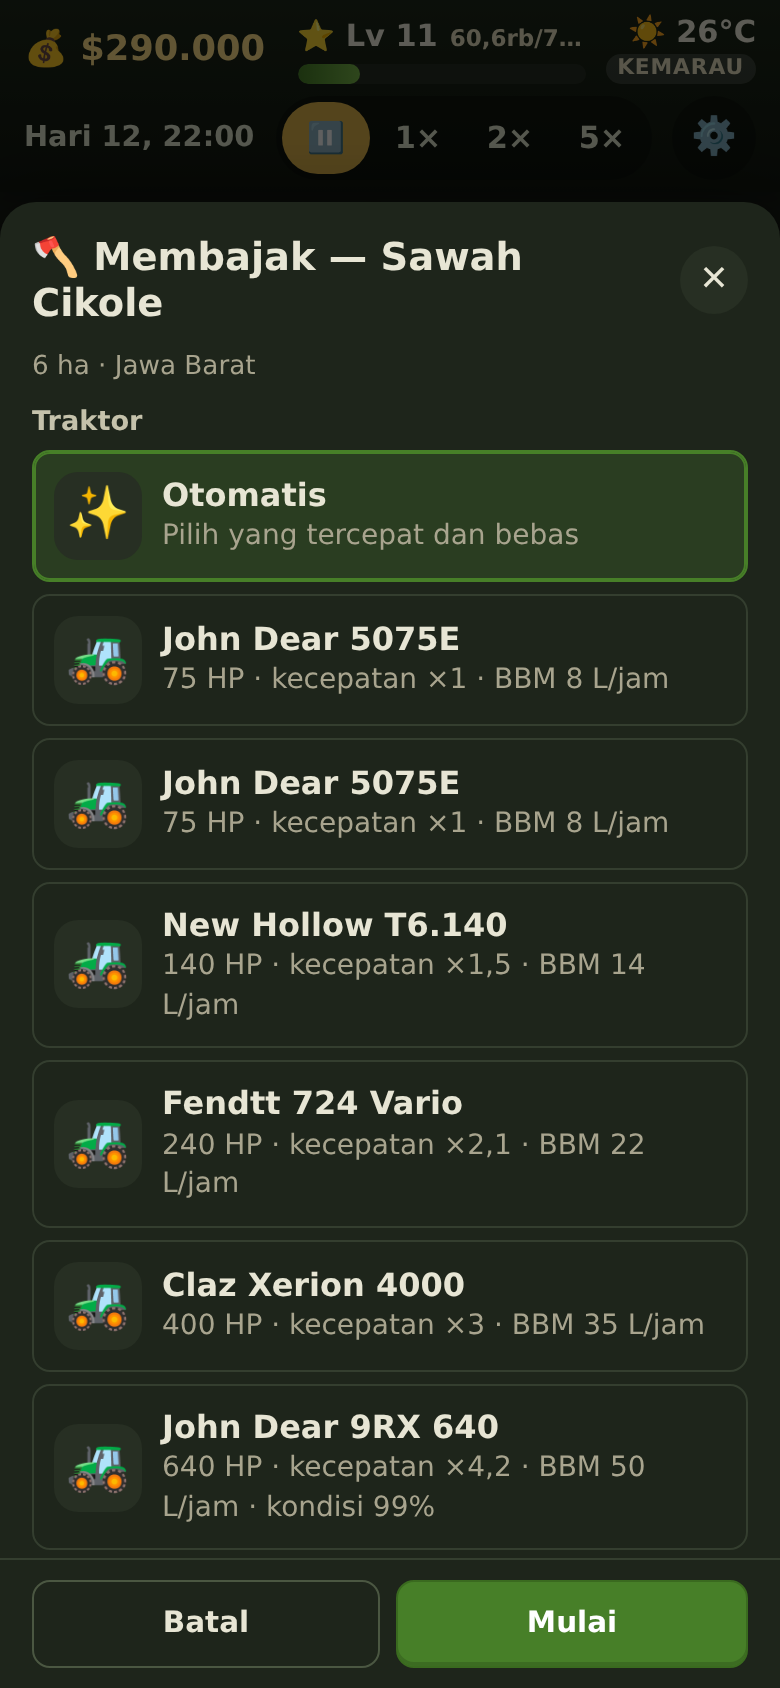 $290.000
Lv 11 60,6rb/7...
26°C
KEMARAU
Hari 12, 22:00
1× 2× 5×
Membajak — Sawah
Cikole
6 ha · Jawa Barat
Traktor
Otomatis
Pilih yang tercepat dan bebas
John Dear 5075E
75 HP · kecepatan ×1 · BBM 8 L/jam
John Dear 5075E
75 HP · kecepatan ×1 · BBM 8 L/jam
New Hollow T6.140
140 HP · kecepatan ×1,5 · BBM 14
L/jam
Fendtt 724 Vario
240 HP · kecepatan ×2,1 · BBM 22
L/jam
Claz Xerion 4000
400 HP · kecepatan ×3 · BBM 35 L/jam
John Dear 9RX 640
640 HP · kecepatan ×4,2 · BBM 50
L/jam · kondisi 99%
Batal
Mulai